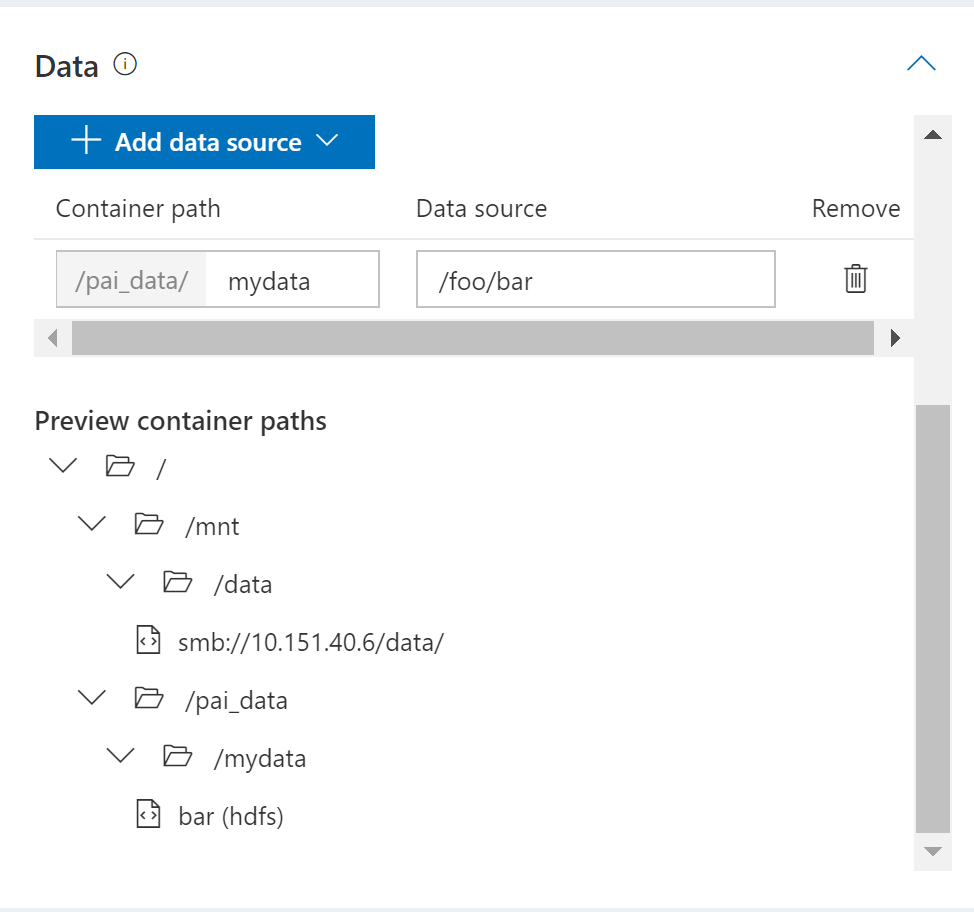 Data
Add data source
Container path Data source Remove
/pai_data/ mydata /foo/bar
Preview container paths
/
/mnt
/data
smb://10.151.40.6/data/
/pai_data
/mydata
bar (hdfs)